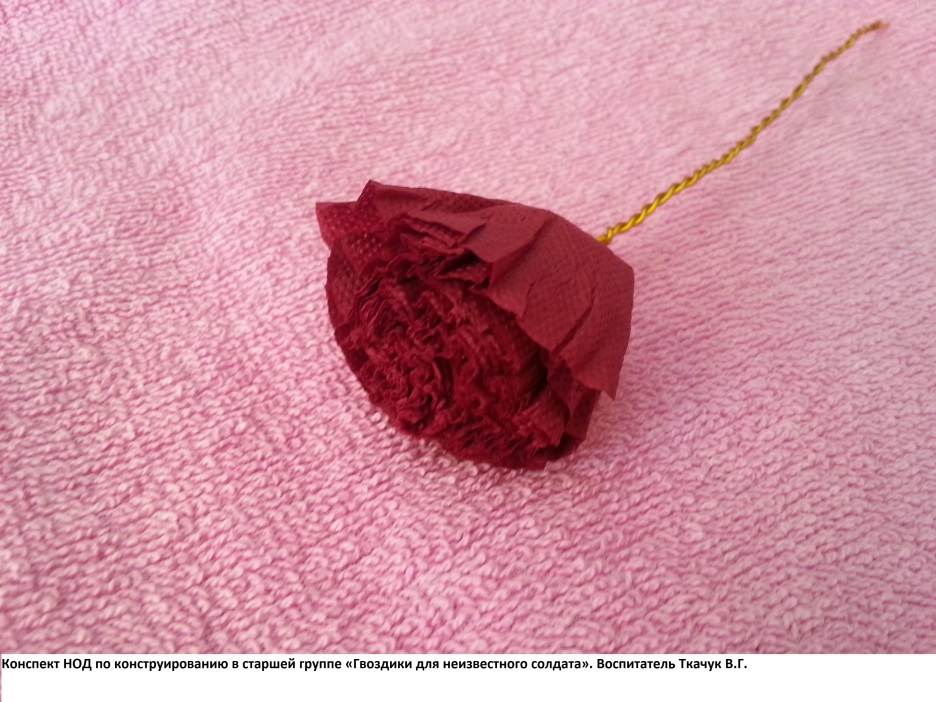 Конспект НОД по конструированию в старшей группе «Гвоздики для неизвестного солдата». Воспитатель Ткачук В.Г.